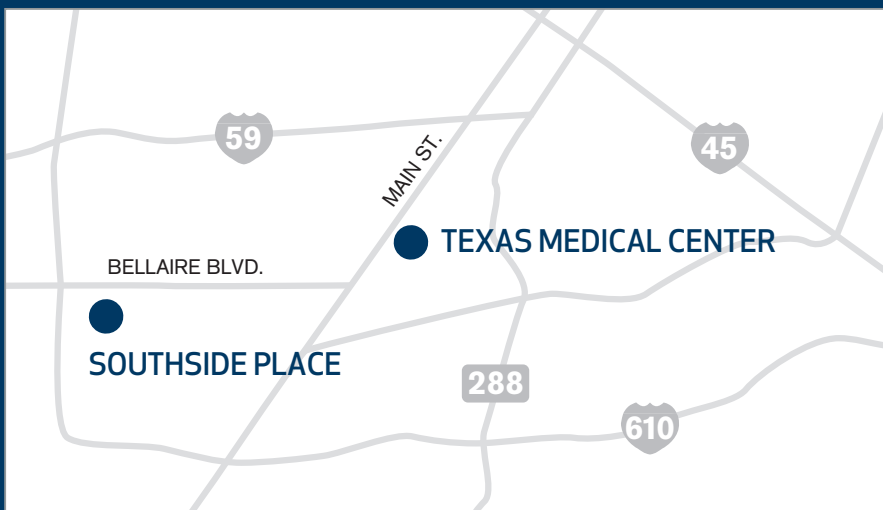 59
MAIN ST.
45
TEXAS MEDICAL CENTER
BELLAIRE BLVD.
SOUTHSIDE PLACE
288
610